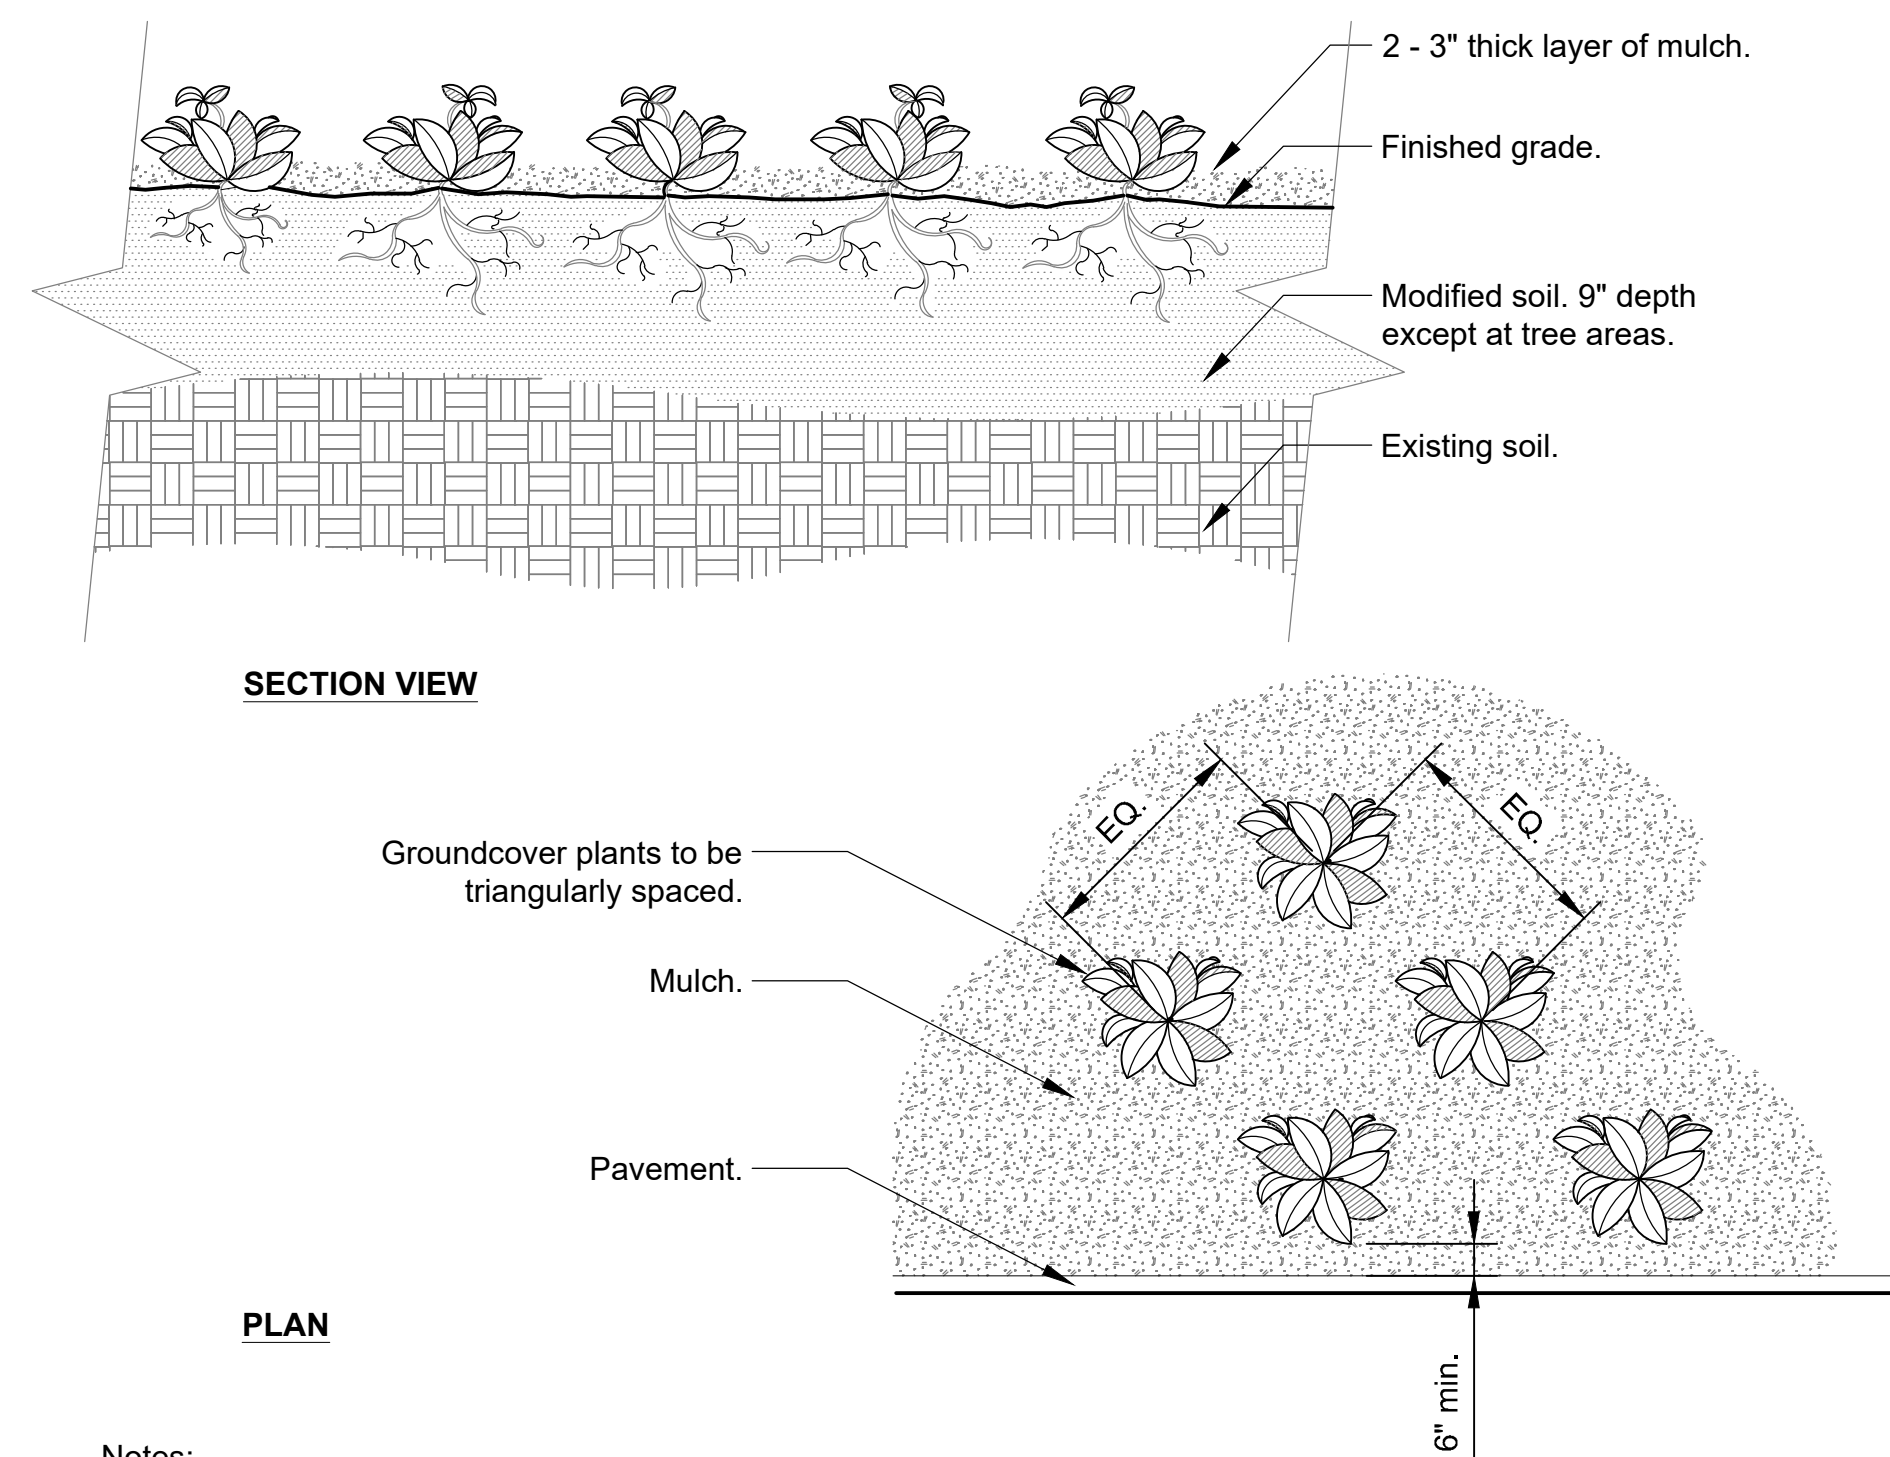 2 - 3" thick layer of mulch.
Finished grade.
Modified soil. 9" depth
except at tree areas.
Existing soil.
SECTION VIEW
EQ.
EQ.
Groundcover plants to be
triangularly spaced.
Mulch.
Pavement.
PLAN
6" min.
Notes: